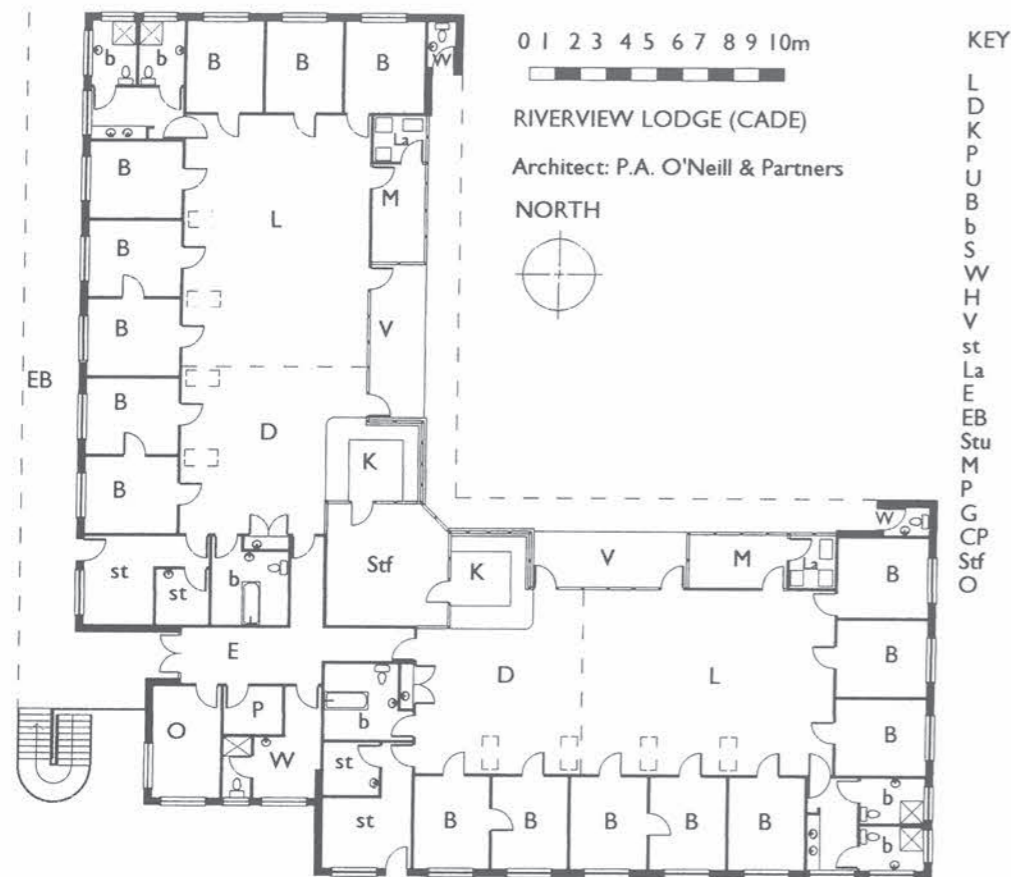 0 1 2 3 4 5 6 7 8 9 10m
RIVERVIEW LODGE (CADE)
Architect: P.A. O'Neill & Partners
NORTH
KEY
L
D
K
P
U
B
b
S
W
H
V
st
La
E
EB
Stu
M
P
G
CP
Stf
O
b b B B B W
La
B L M
B
V
B
EB
B D
K
B
W
st st b Stf K V M La B
E
D L B
O P W b
B
st
st B B B B B b
b